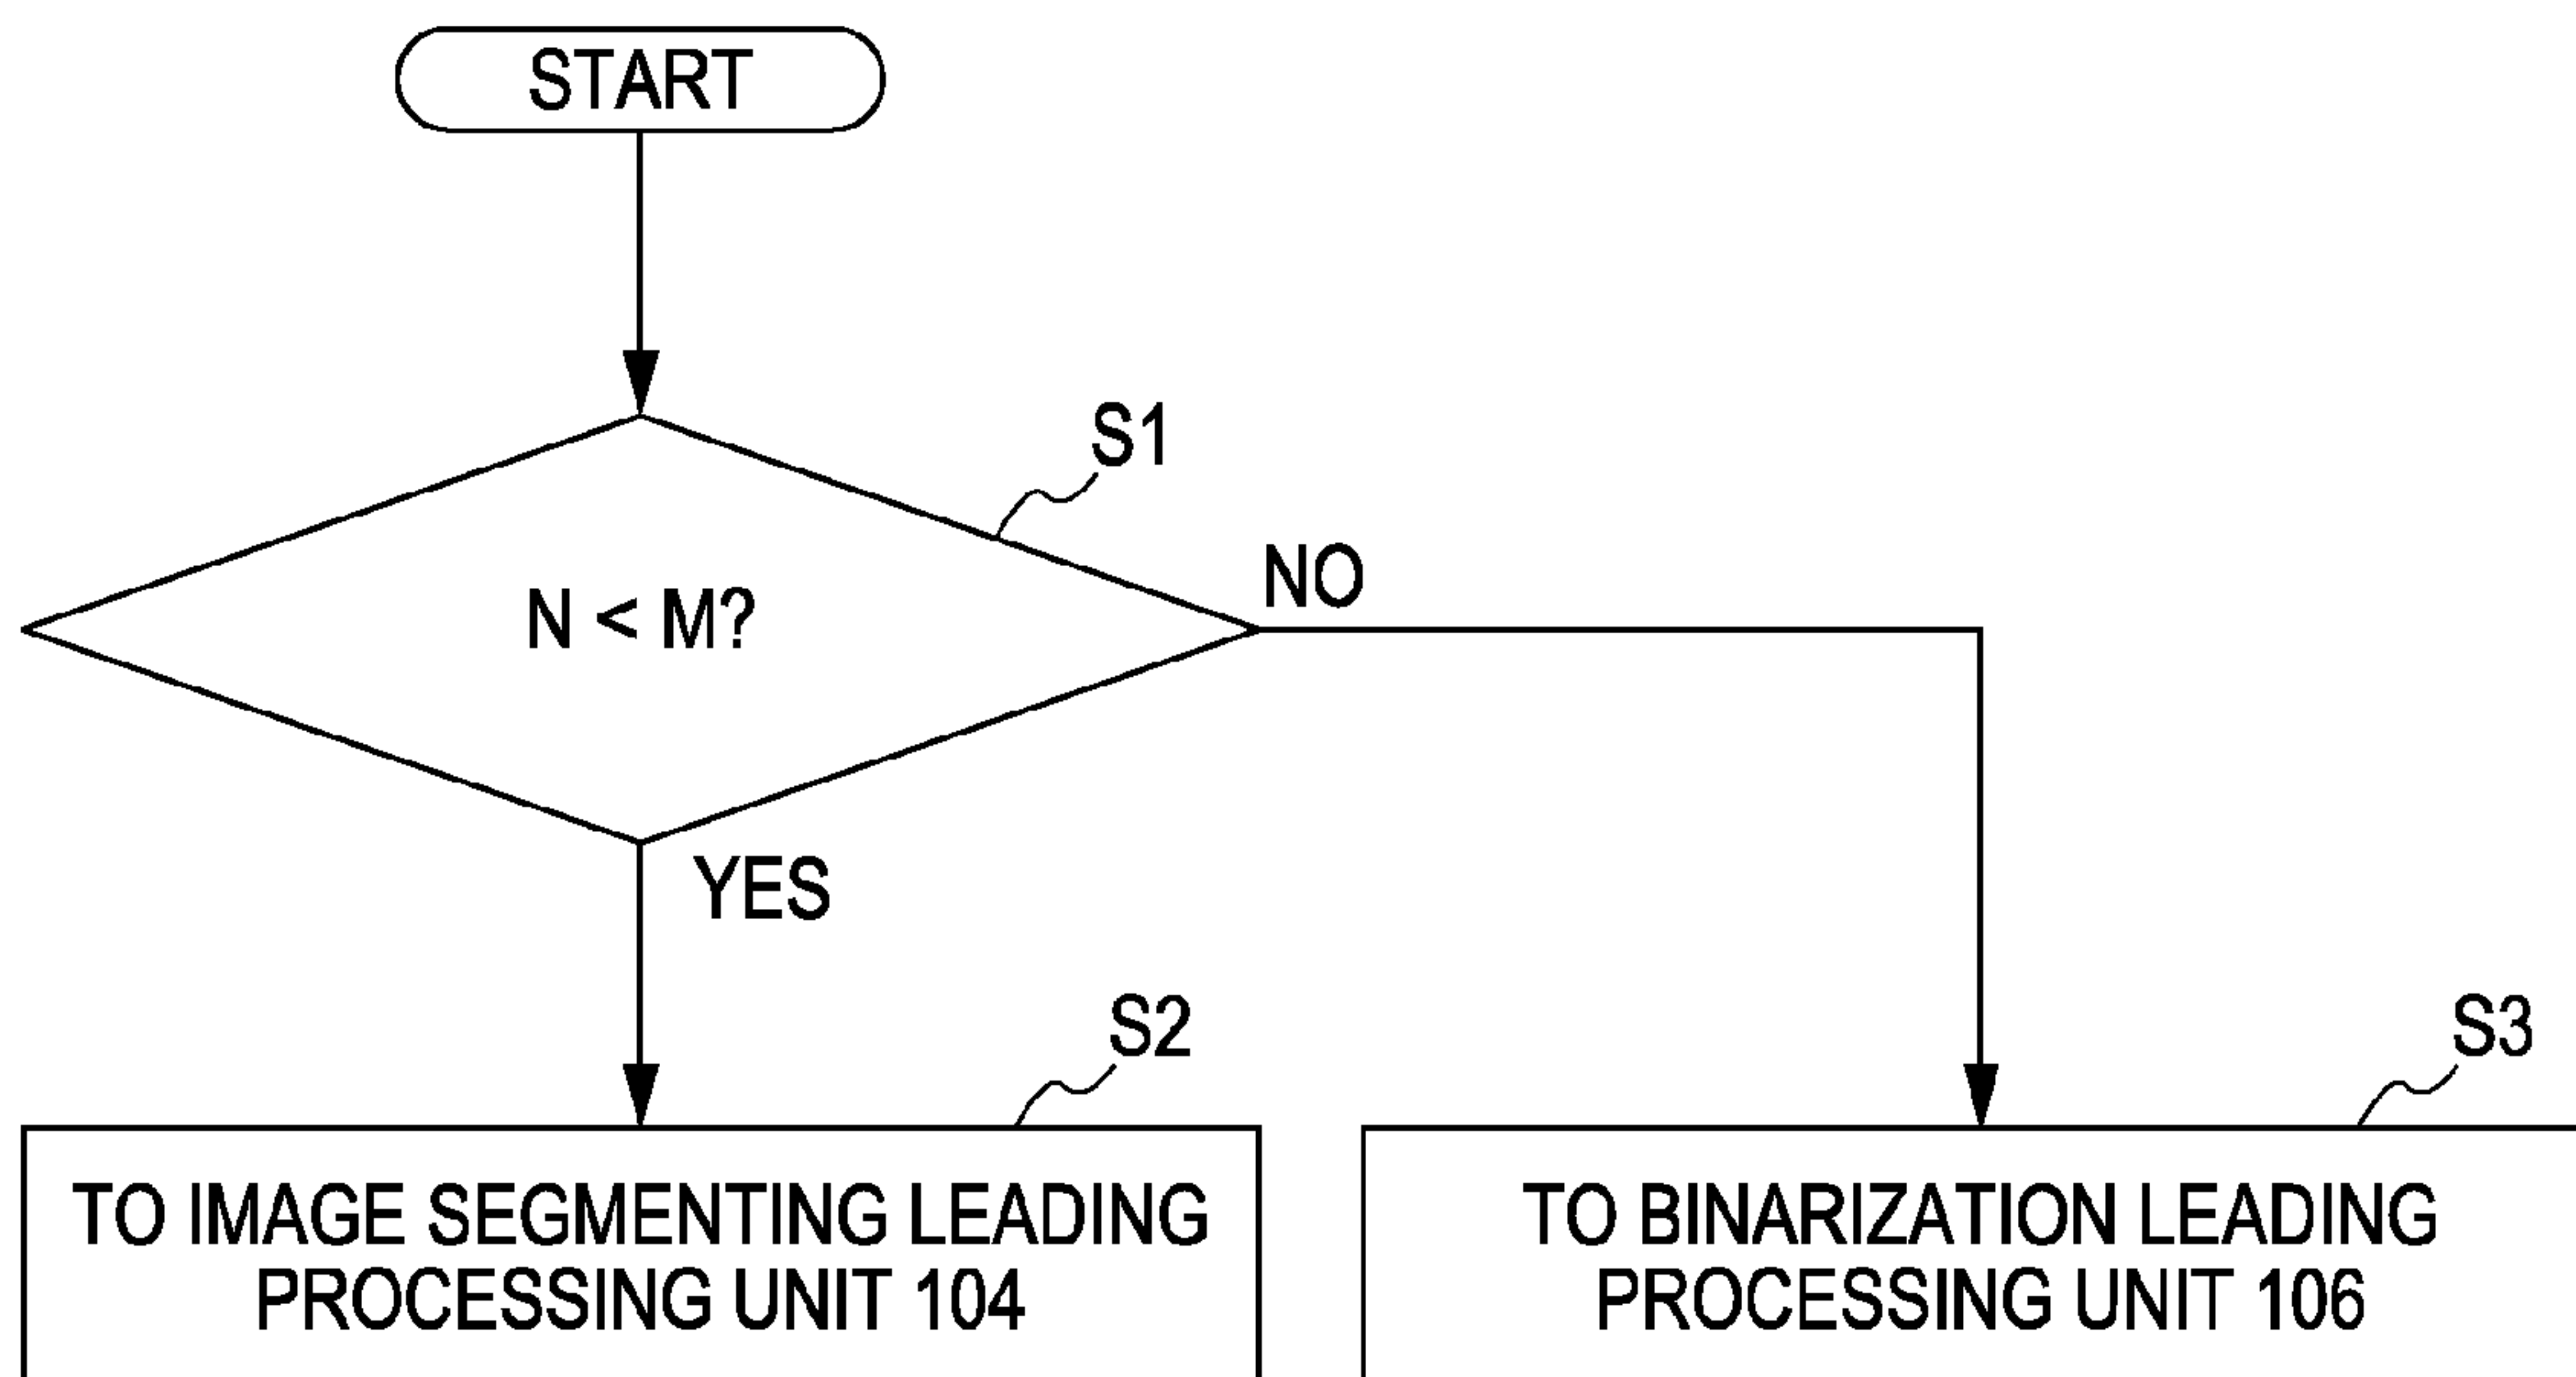 START
S1
N < M?
NO
YES
S2
S3
TO IMAGE SEGMENTING LEADING
PROCESSING UNIT 104
TO BINARIZATION LEADING
PROCESSING UNIT 106